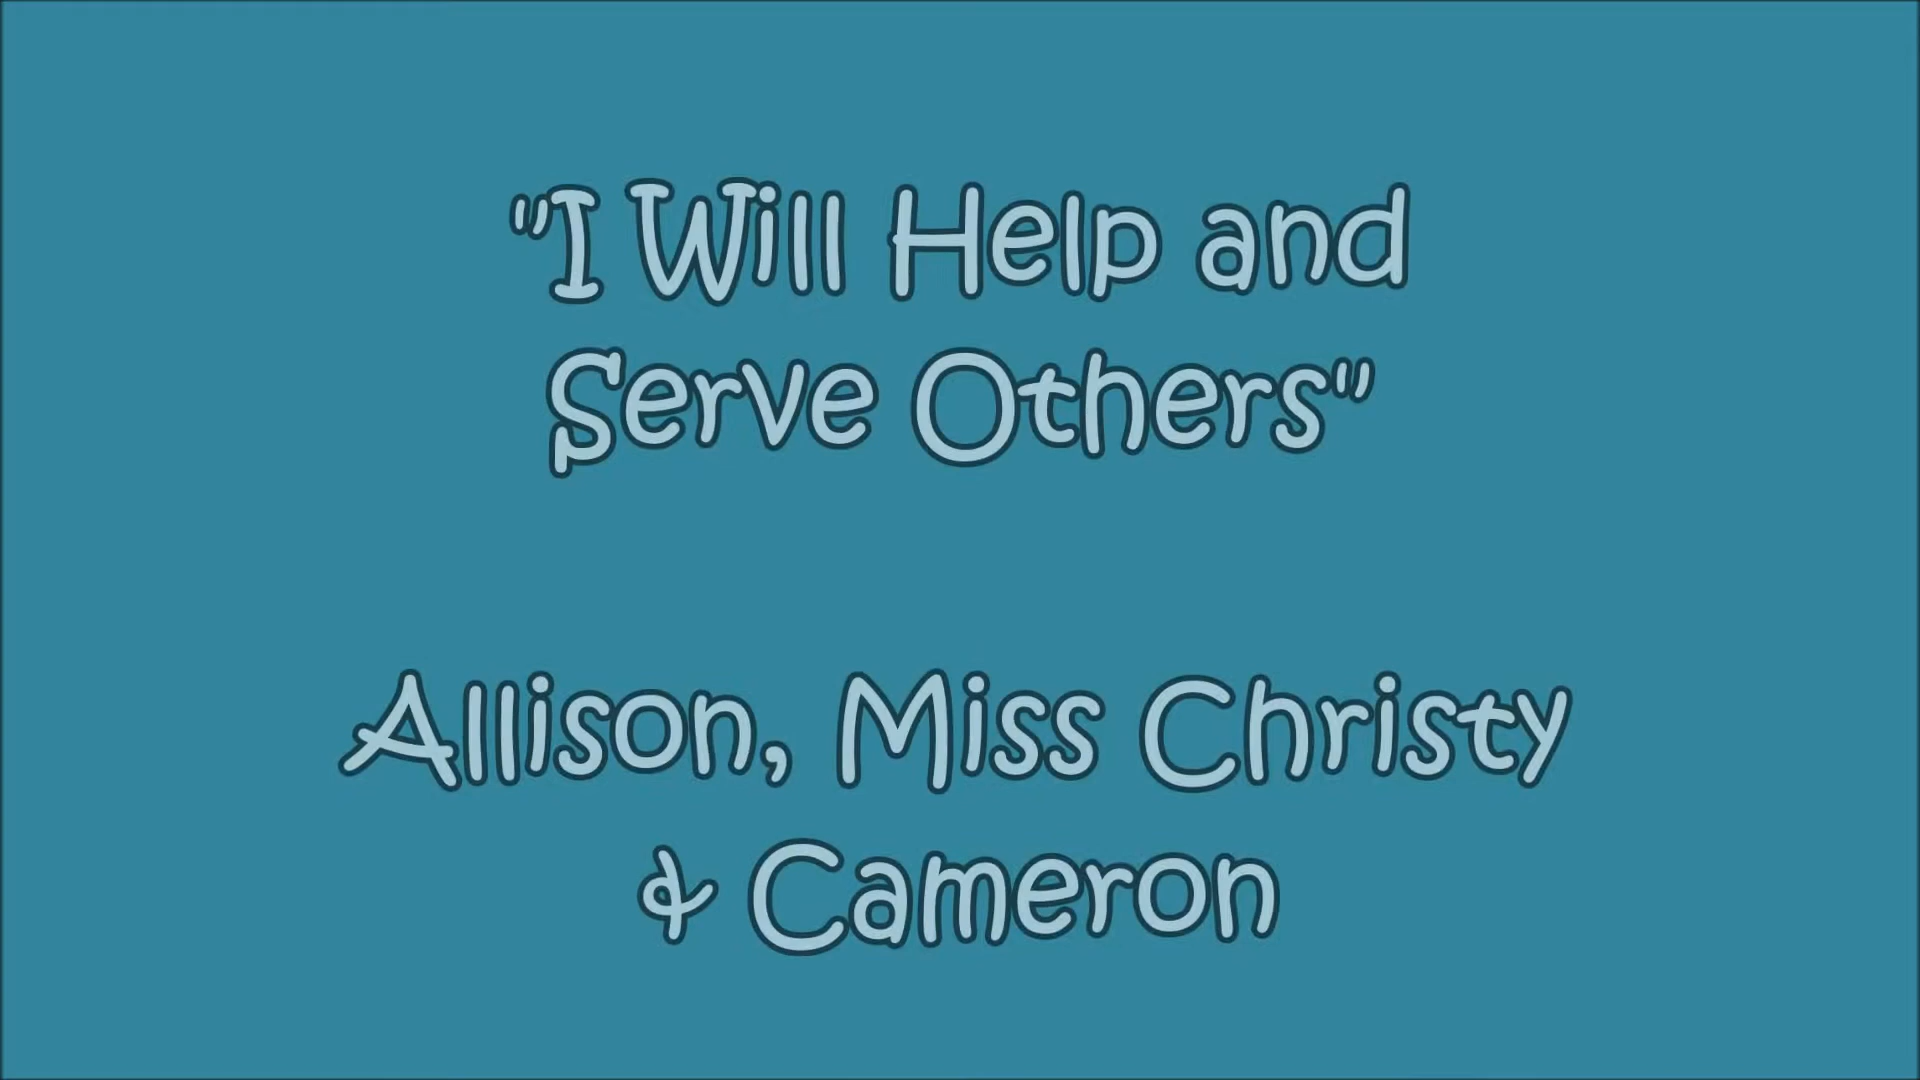 "I Will Help and
Serve Others"
Allison, Miss Christy
& Cameron